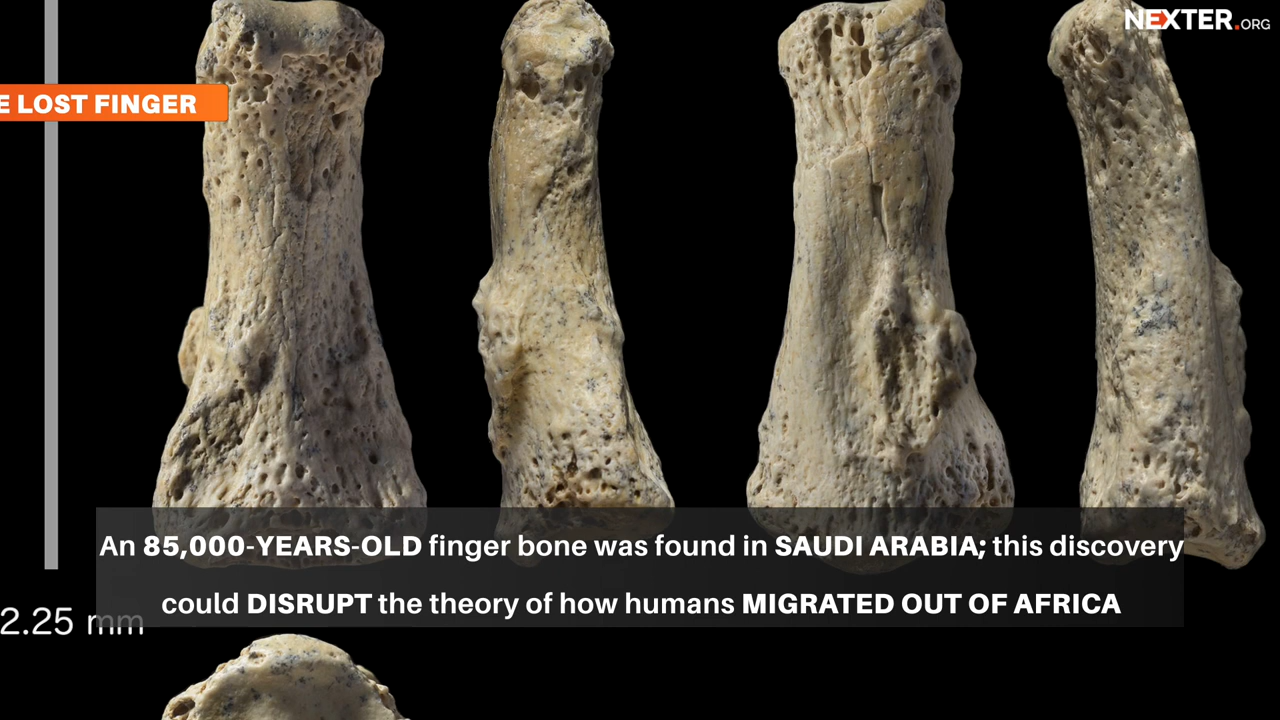 NEXTER.ORG
E LOST FINGER
An 85,000-YEARS-OLD finger bone was found in SAUDI ARABIA; this discovery
could DISRUPT the theory of how humans MIGRATED OUT OF AFRICA
2.25 mm